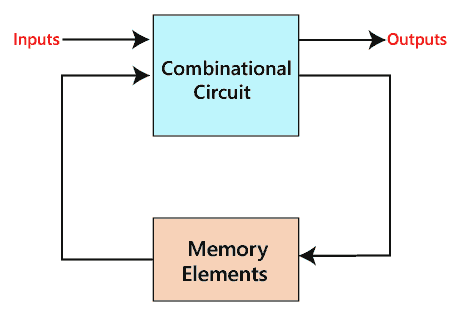 Inputs
Outputs
Combinational
Circuit
Memory
Elements